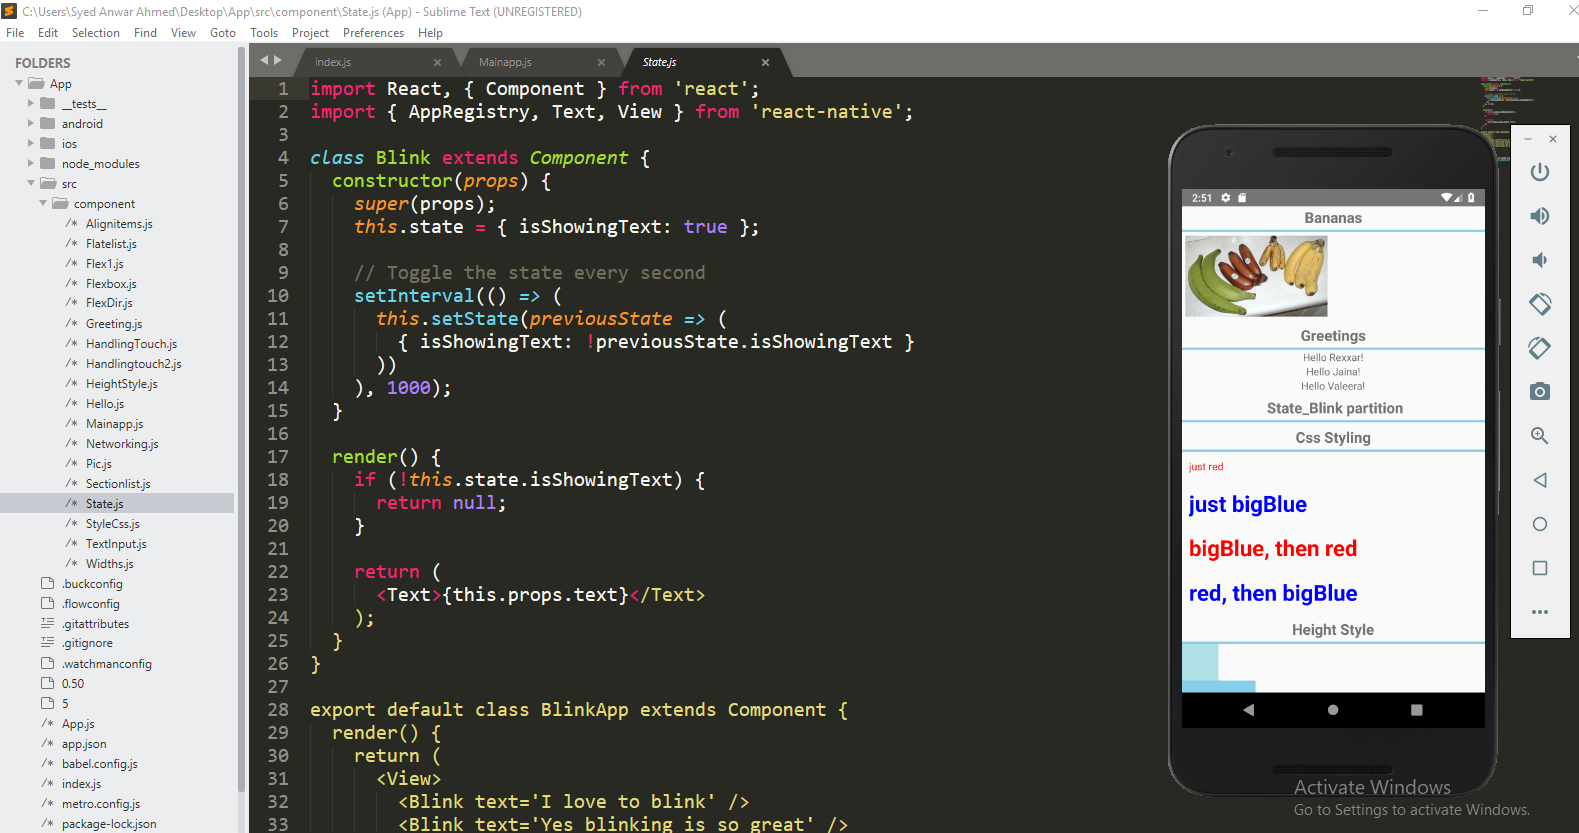 C:\Users\Syed Anwar Ahmed\Desktop\App\src\component\State.js (App) - Sublime Text (UNREGISTERED)
File Edit Selection Find View Goto Tools Project Preferences Help
FOLDERS
App
__tests__
android
ios
node_modules
src
component
/* Alignitems.js
/* Flatelist.js
/* Flex1.js
/* Flexbox.js
/* FlexDir.js
/* Greeting.js
/* HandlingTouch.js
/* Handlingtouch2.js
/* HeightStyle.js
/* Hello.js
/* Mainapp.js
/* Networking.js
/* Pic.js
/* Sectionlist.js
/* State.js
/* StyleCss.js
/* TextInput.js
/* Widths.js
.buckconfig
.flowconfig
.gitattributes
.gitignore
.watchmanconfig
0.50
5
/* App.js
/* app.json
/* babel.config.js
/* index.js
/* metro.config.js
/* package-lock.json
index.js Mainapp.js State.js
1 import React, { Component } from 'react';
2 import { AppRegistry, Text, View } from 'react-native';
3
4 class Blink extends Component {
5 constructor(props) {
6 super(props);
7 this.state = { isShowingText: true };
8
9 // Toggle the state every second
10 setInterval(() => (
11 this.setState(previousState => (
12 { isShowingText: !previousState.isShowingText }
13 ))
14 ), 1000);
15 }
16
17 render() {
18 if (!this.state.isShowingText) {
19 return null;
20 }
21
22 return (
23 <Text>{this.props.text}</Text>
24 );
25 }
26 }
27
28 export default class BlinkApp extends Component {
29 render() {
30 return (
31 <View>
32 <Blink text='I love to blink' />
33 <Blink text='Yes blinking is so great' />
2:51
Bananas
Greetings
Hello Rexxar!
Hello Jaina!
Hello Valeera!
State_Blink partition
Css Styling
just red
just bigBlue
bigBlue, then red
red, then bigBlue
Height Style
Activate Windows
Go to Settings to activate Windows.